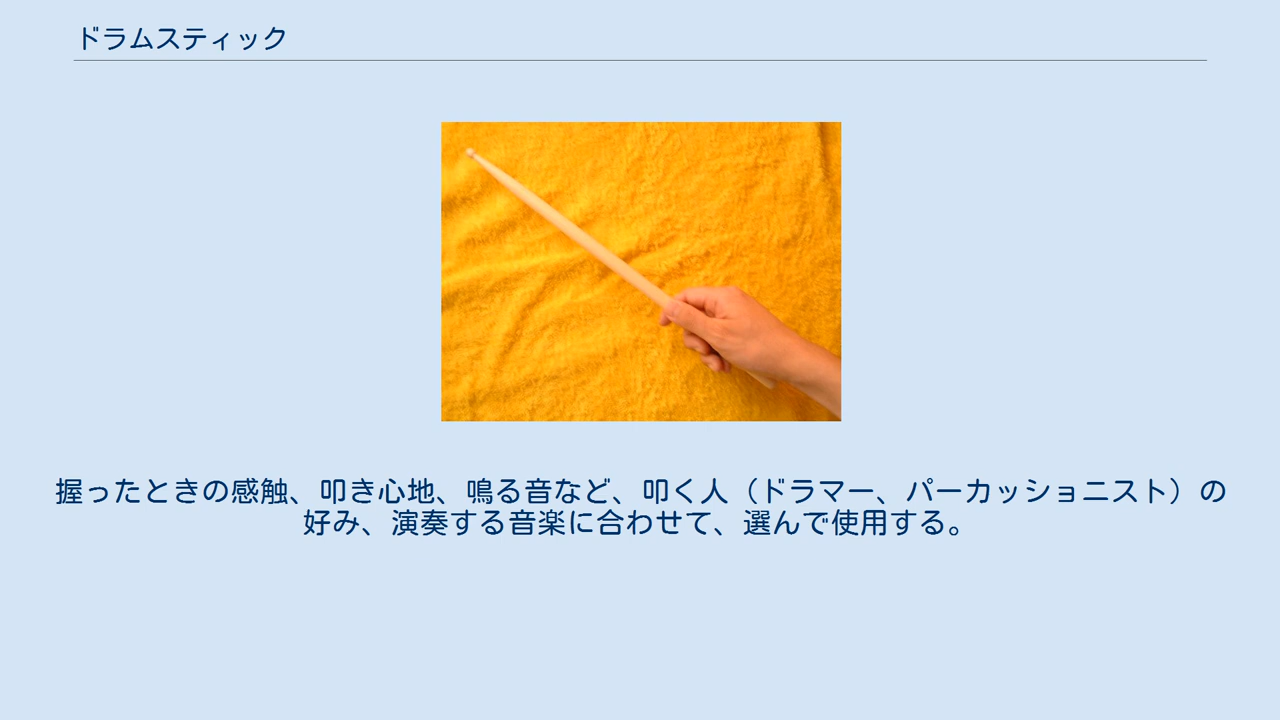 ドラムスティック
握ったときの感触、叩き心地、鳴る音など、叩く人（ドラマー、パーカッショニスト）の
好み、演奏する音楽に合わせて、選んで使用する。